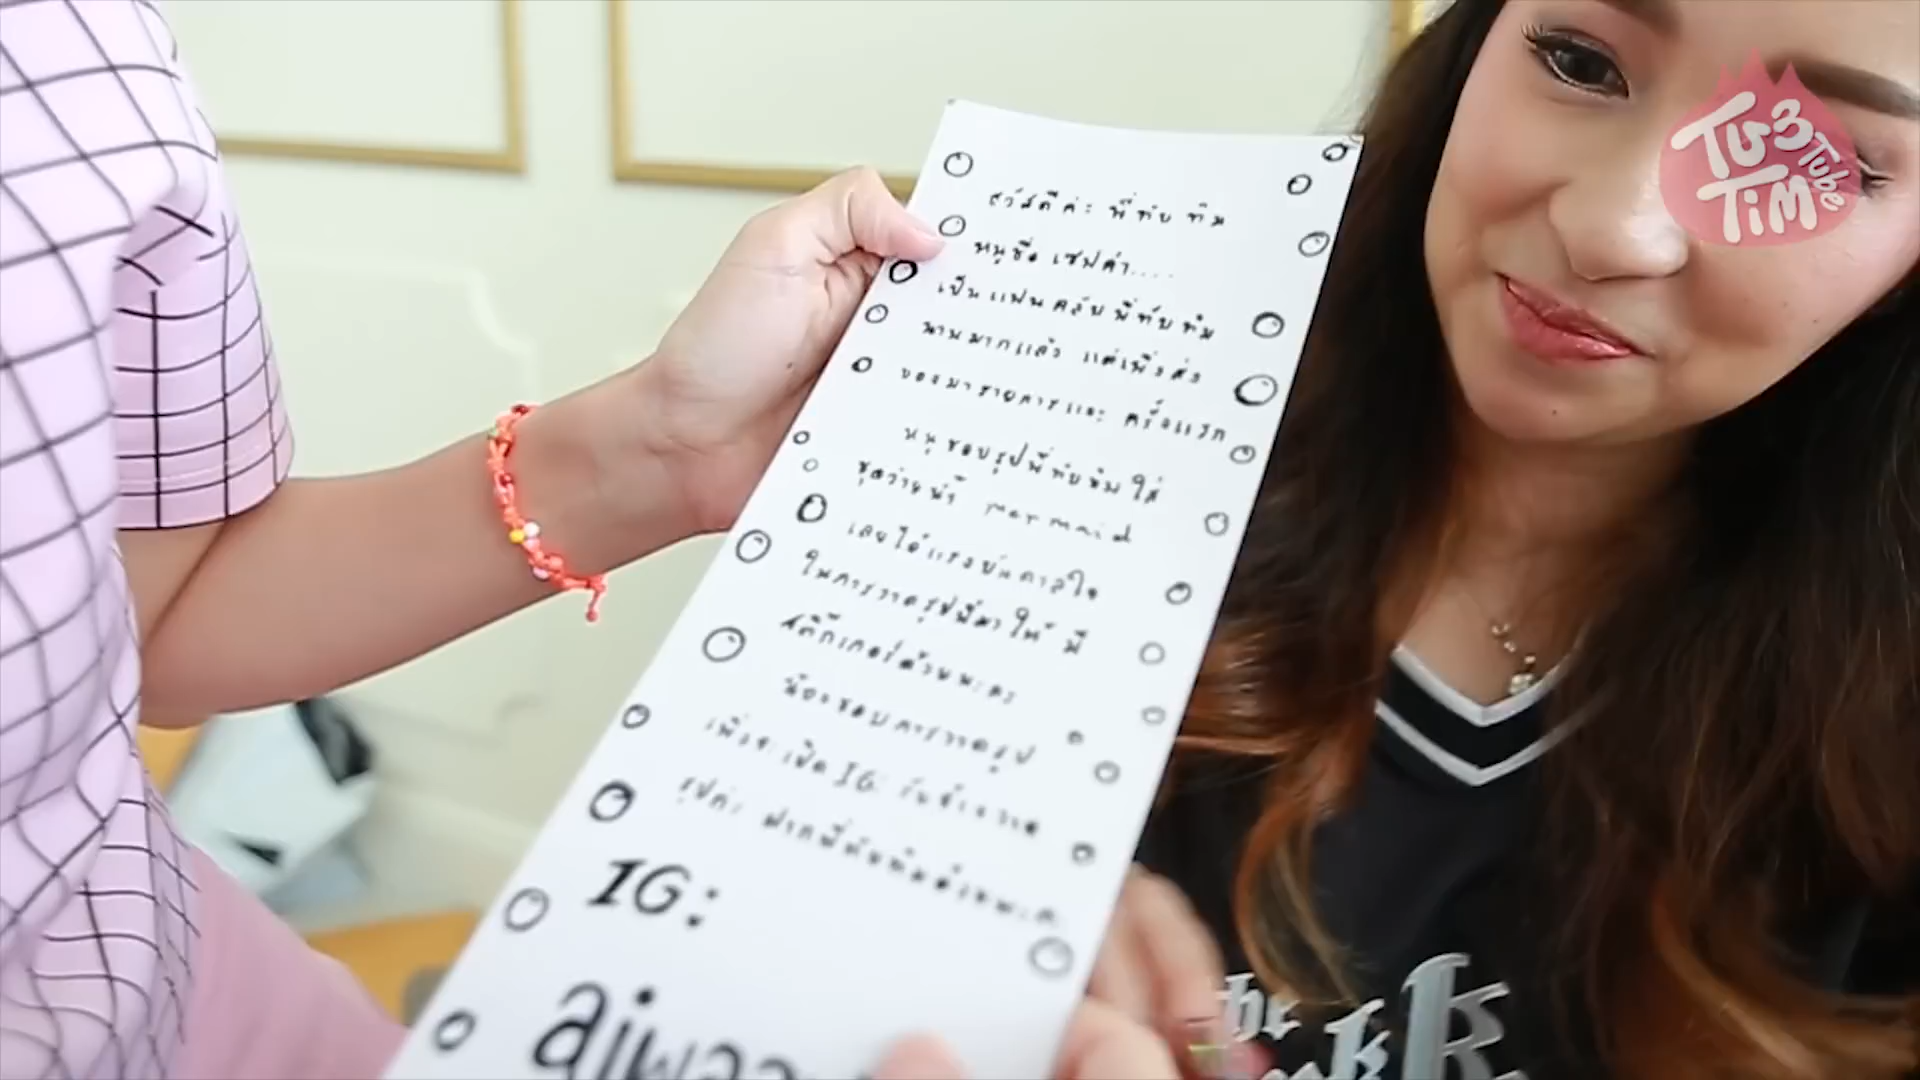 สวัสดีค่ะ พี่ทับทิม
หนูชื่อ เซฟค่า....
เป็นแฟนคลับพี่ทับทิม
นานมากแล้ว แต่เพิ่งส่ง
ของมารายการและ ครั้งแรก
หนูชอบรูปพี่ทับทิมใส่
ชุดว่ายน้ำ mermaid
เลยได้แรงบันดาลใจ
ในการวาดรูปนี้มาให้ มี
สติ๊กเกอร์ด้วยนะคะ
น้องชอบการวาดรูป
เพิ่งจะเปิด IG:
รูปค่ะ ฝากพี่ทับทิมด้วยนะคะ
IG:
TUBTiM Tube
The